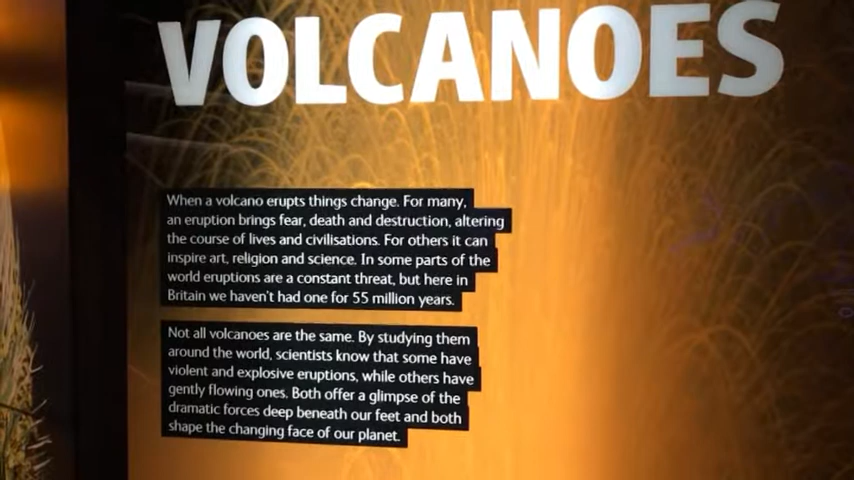 VOLCANOES
When a volcano erupts things change. For many,
an eruption brings fear, death and destruction, altering
the course of lives and civilisations. For others it can
inspire art, religion and science. In some parts of the
world eruptions are a constant threat, but here in
Britain we haven't had one for 55 million years.
Not all volcanoes are the same. By studying them
around the world, scientists know that some have
violent and explosive eruptions, while others have
gently flowing ones. Both offer a glimpse of the
dramatic forces deep beneath our feet and both
shape the changing face of our planet.